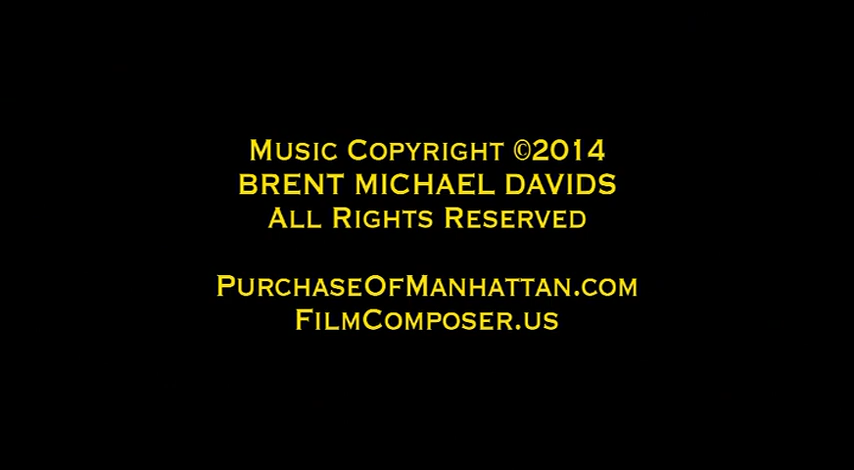 Music Copyright ©2014
BRENT MICHAEL DAVIDS
All Rights Reserved
PurchaseOfManhattan.com
FilmComposer.us